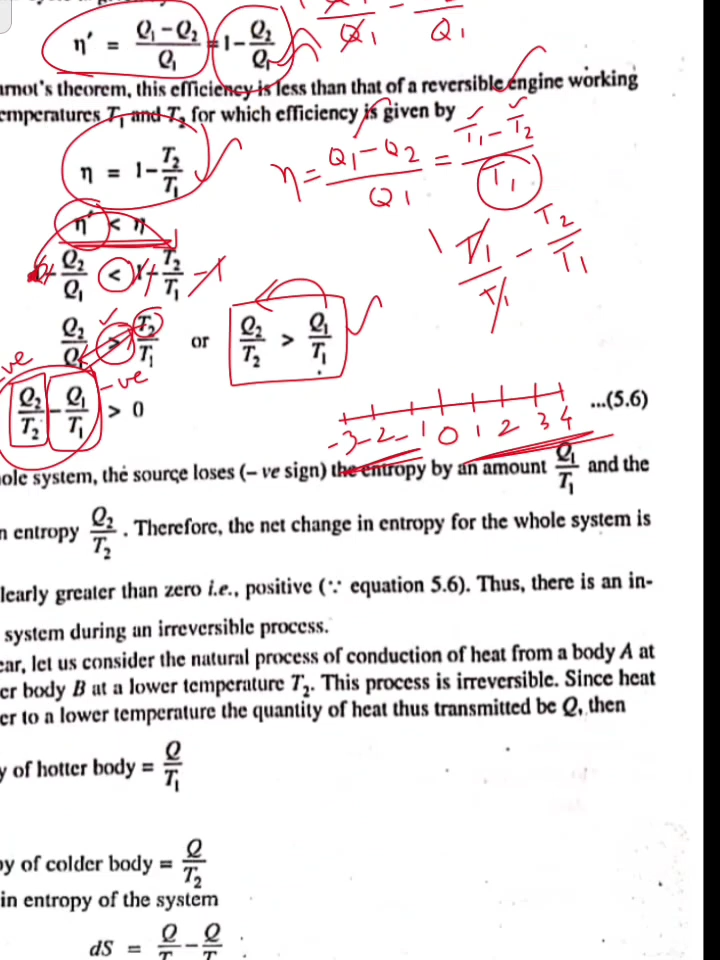 η′ = (Q₁ – Q₂)/Q₁ = 1 – Q₂/Q₁
Q₁ – Q₁
's theorem, this efficiency is less than that of a reversible engine working
T₁ and T₂ for which efficiency is given by
η = 1 – T₂/T₁
η = (Q₁ – Q₂)/Q₁ = (T₁ – T₂)/T₁
η′ < η
T₁/T₁ – T₂/T₁
Q₂/Q₁ < 1 + T₂/T₁ – 1
Q₂/Q₁ > T₂/T₁ or Q₂/T₂ > Q₁/T₁
ve – ve
Q₂/T₂ – Q₁/T₁ > 0 ...(5.6)
-3 -2 -1 0 1 2 3 4
system, the source loses (– ve sign) the entropy by an amount Q₁/T₁ and the
entropy Q₂/T₂ . Therefore, the net change in entropy for the whole system is
greater than zero i.e., positive (∵ equation 5.6). Thus, there is an in-
system during an irreversible process.
let us consider the natural process of conduction of heat from a body A at
body B at a lower temperature T₂. This process is irreversible. Since heat
to a lower temperature the quantity of heat thus transmitted be Q, then
of hotter body = Q/T₁
of colder body = Q/T₂
in entropy of the system
dS = Q/T – Q/T